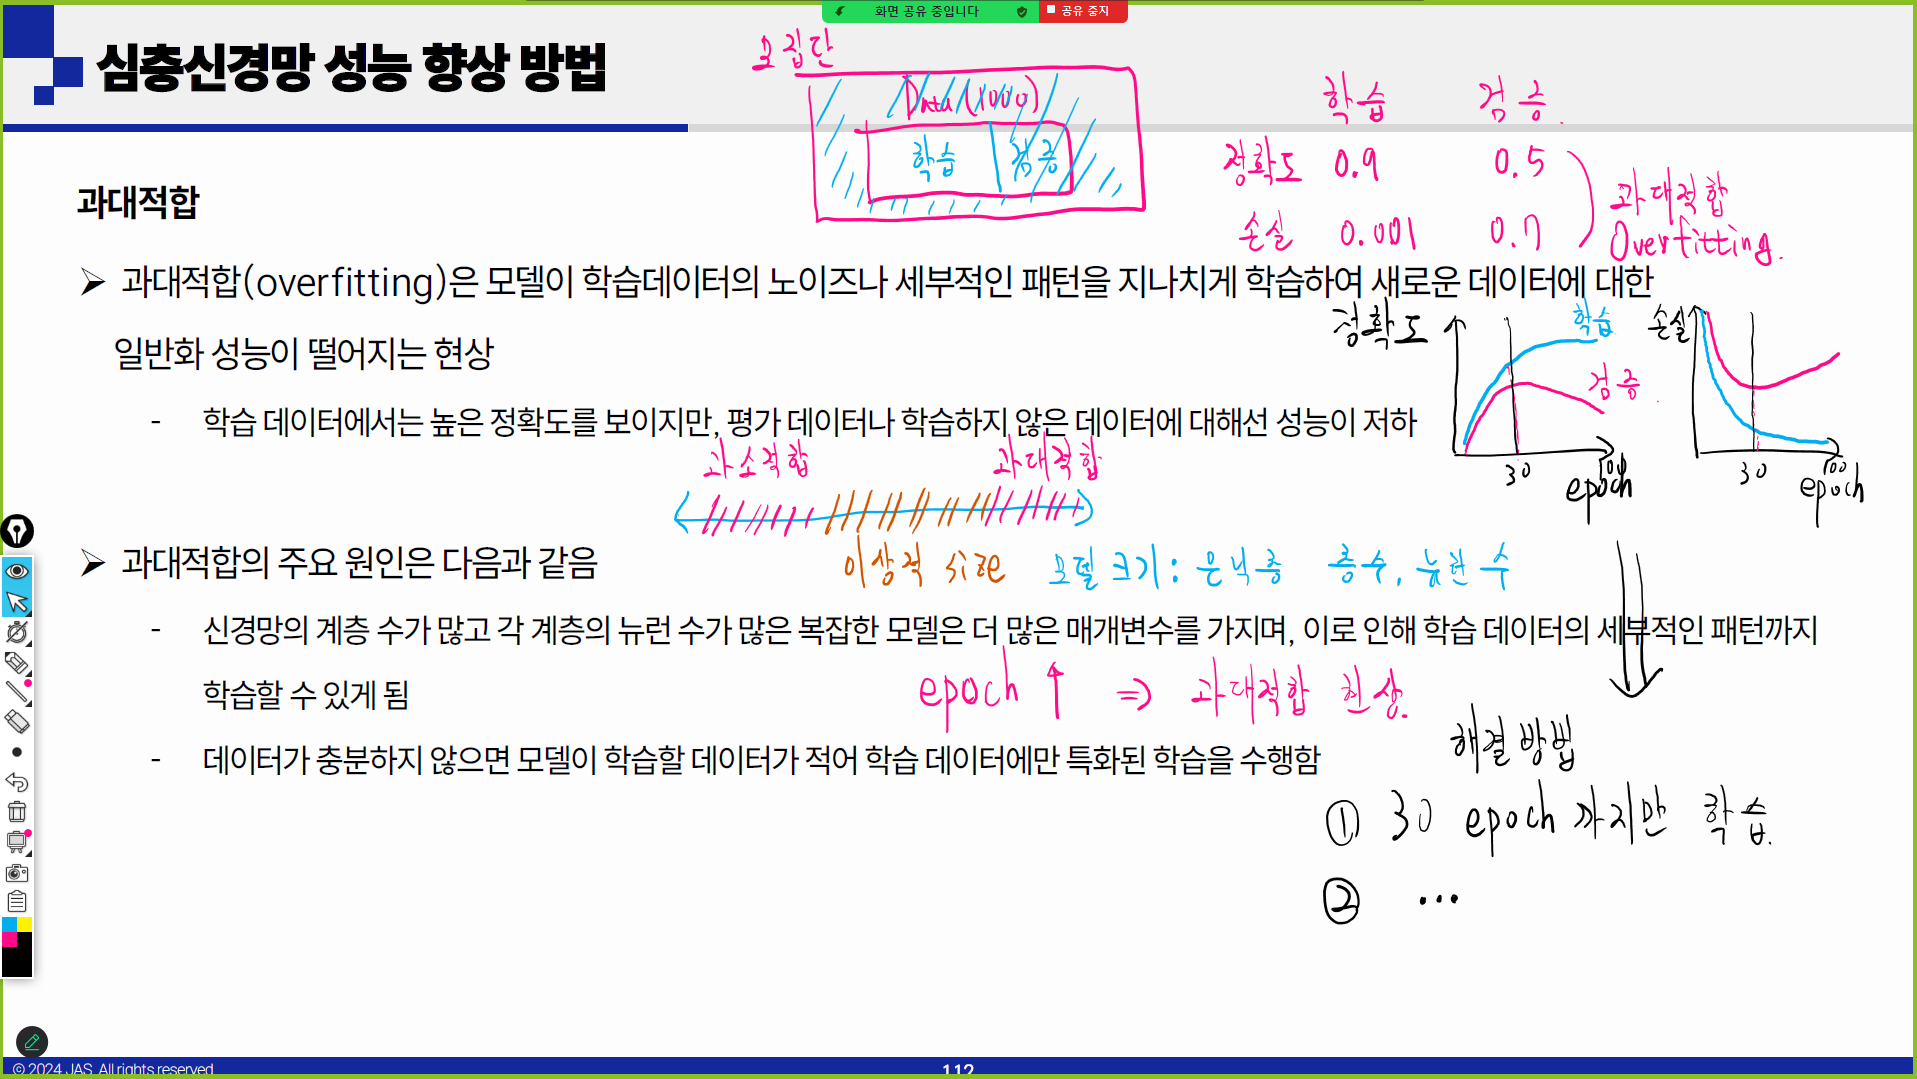 화면 공유 중입니다
공유 중지
심층신경망 성능 향상 방법
모집단
Data (1000)
학습 검증
학습 검증
정확도 0.9 0.5
손실 0.001 0.7
과대적합
Overfitting.
과대적합
과대적합(overfitting)은 모델이 학습데이터의 노이즈나 세부적인 패턴을 지나치게 학습하여 새로운 데이터에 대한
일반화 성능이 떨어지는 현상
정확도
학습
검증
30
100
epoch
손실
30
100
epoch
- 학습 데이터에서는 높은 정확도를 보이지만, 평가 데이터나 학습하지 않은 데이터에 대해선 성능이 저하
과소적합 과대적합
이상적 size
모델 크기 : 은닉층 층수, 뉴런 수
과대적합의 주요 원인은 다음과 같음
- 신경망의 계층 수가 많고 각 계층의 뉴런 수가 많은 복잡한 모델은 더 많은 매개변수를 가지며, 이로 인해 학습 데이터의 세부적인 패턴까지
학습할 수 있게 됨
epoch ↑ ⇒ 과대적합 현상.
- 데이터가 충분하지 않으면 모델이 학습할 데이터가 적어 학습 데이터에만 특화된 학습을 수행함
해결방법
① 30 epoch 까지만 학습.
② ...
© 2024 JAS. All rights reserved
112